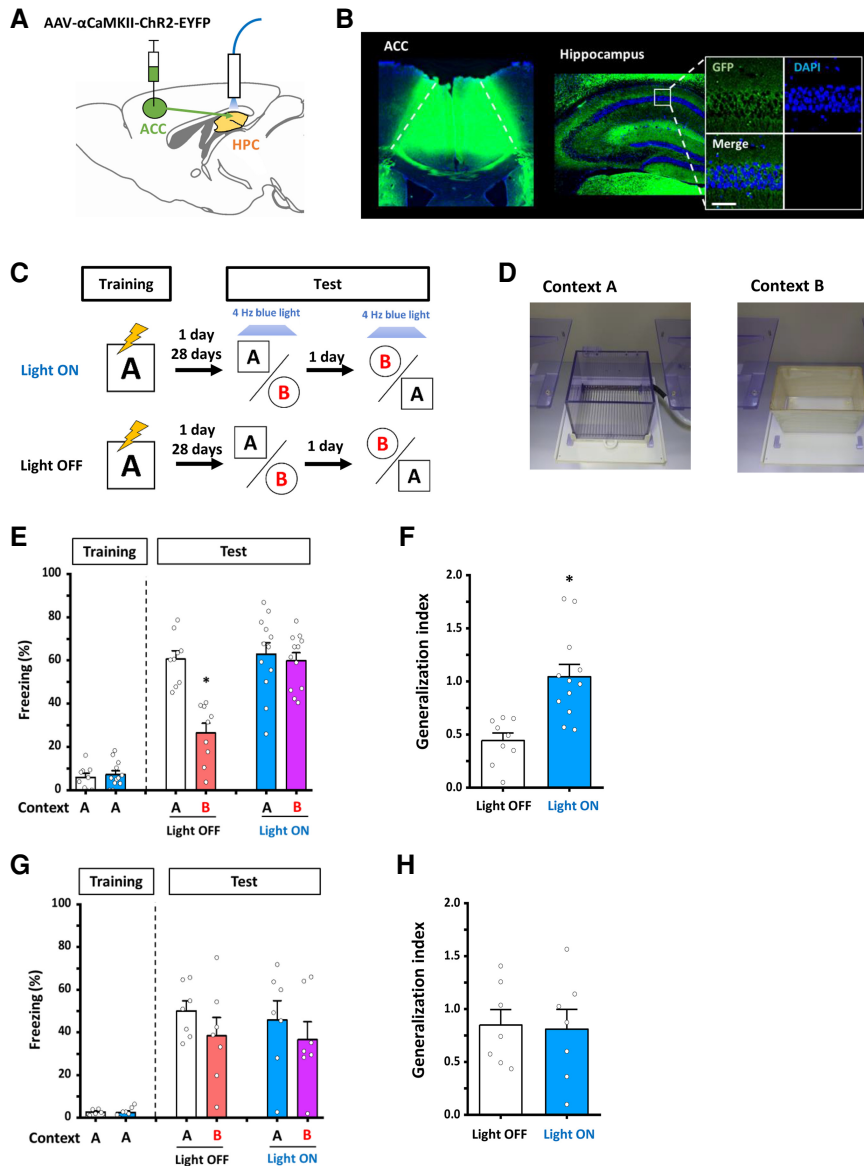 A
AAV-αCaMKII-ChR2-EYFP
ACC
HPC
B
ACC
Hippocampus
GFP
DAPI
Merge
C
Training
Test
Light ON
A
1 day
28 days
4 Hz blue light
A
B
1 day
4 Hz blue light
B
A
Light OFF
A
1 day
28 days
A
B
1 day
B
A
D
Context A
Context B
E
Training
Test
Freezing (%)
100
80
60
40
20
0
*
Context
A
A
A
B
A
B
Light OFF
Light ON
F
Generalization index
2.0
1.5
1.0
0.5
0.0
*
Light OFF
Light ON
G
Training
Test
Freezing (%)
100
80
60
40
20
0
Context
A
A
A
B
A
B
Light OFF
Light ON
H
Generalization index
2.0
1.5
1.0
0.5
0.0
Light OFF
Light ON